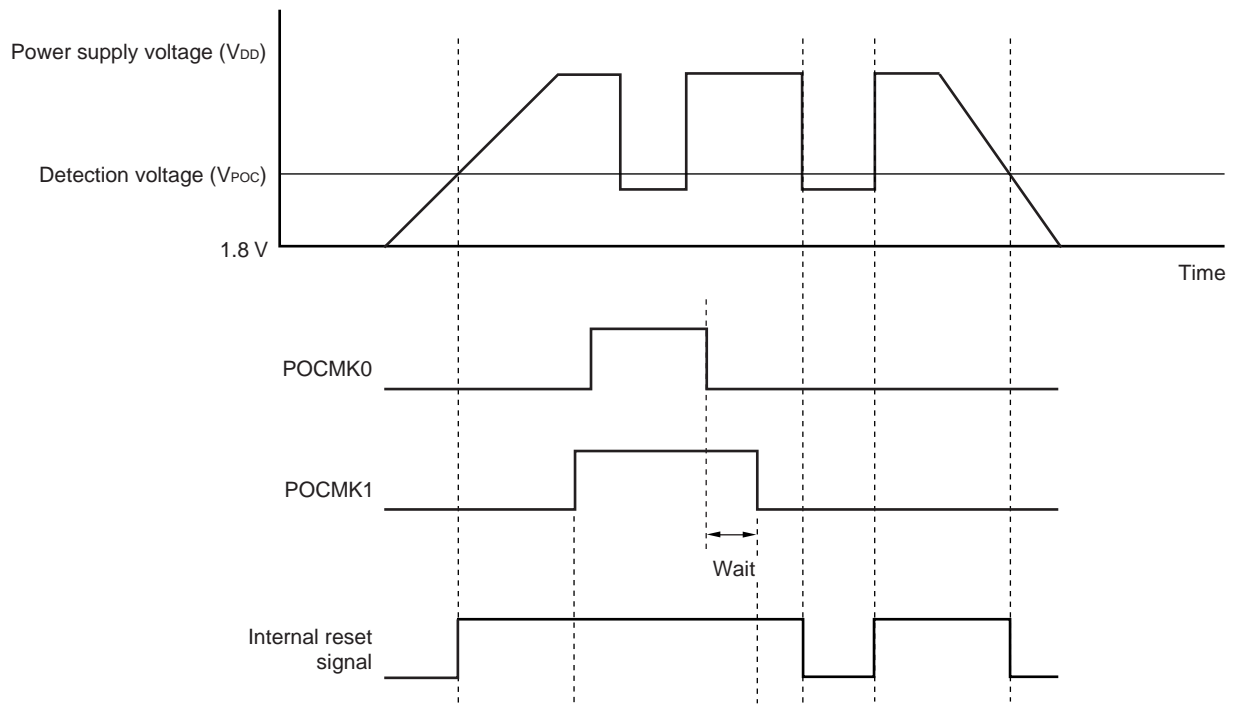 Power supply voltage (VDD)
Detection voltage (VPOC)
1.8 V
Time
POCMK0
POCMK1
Wait
Internal reset
signal